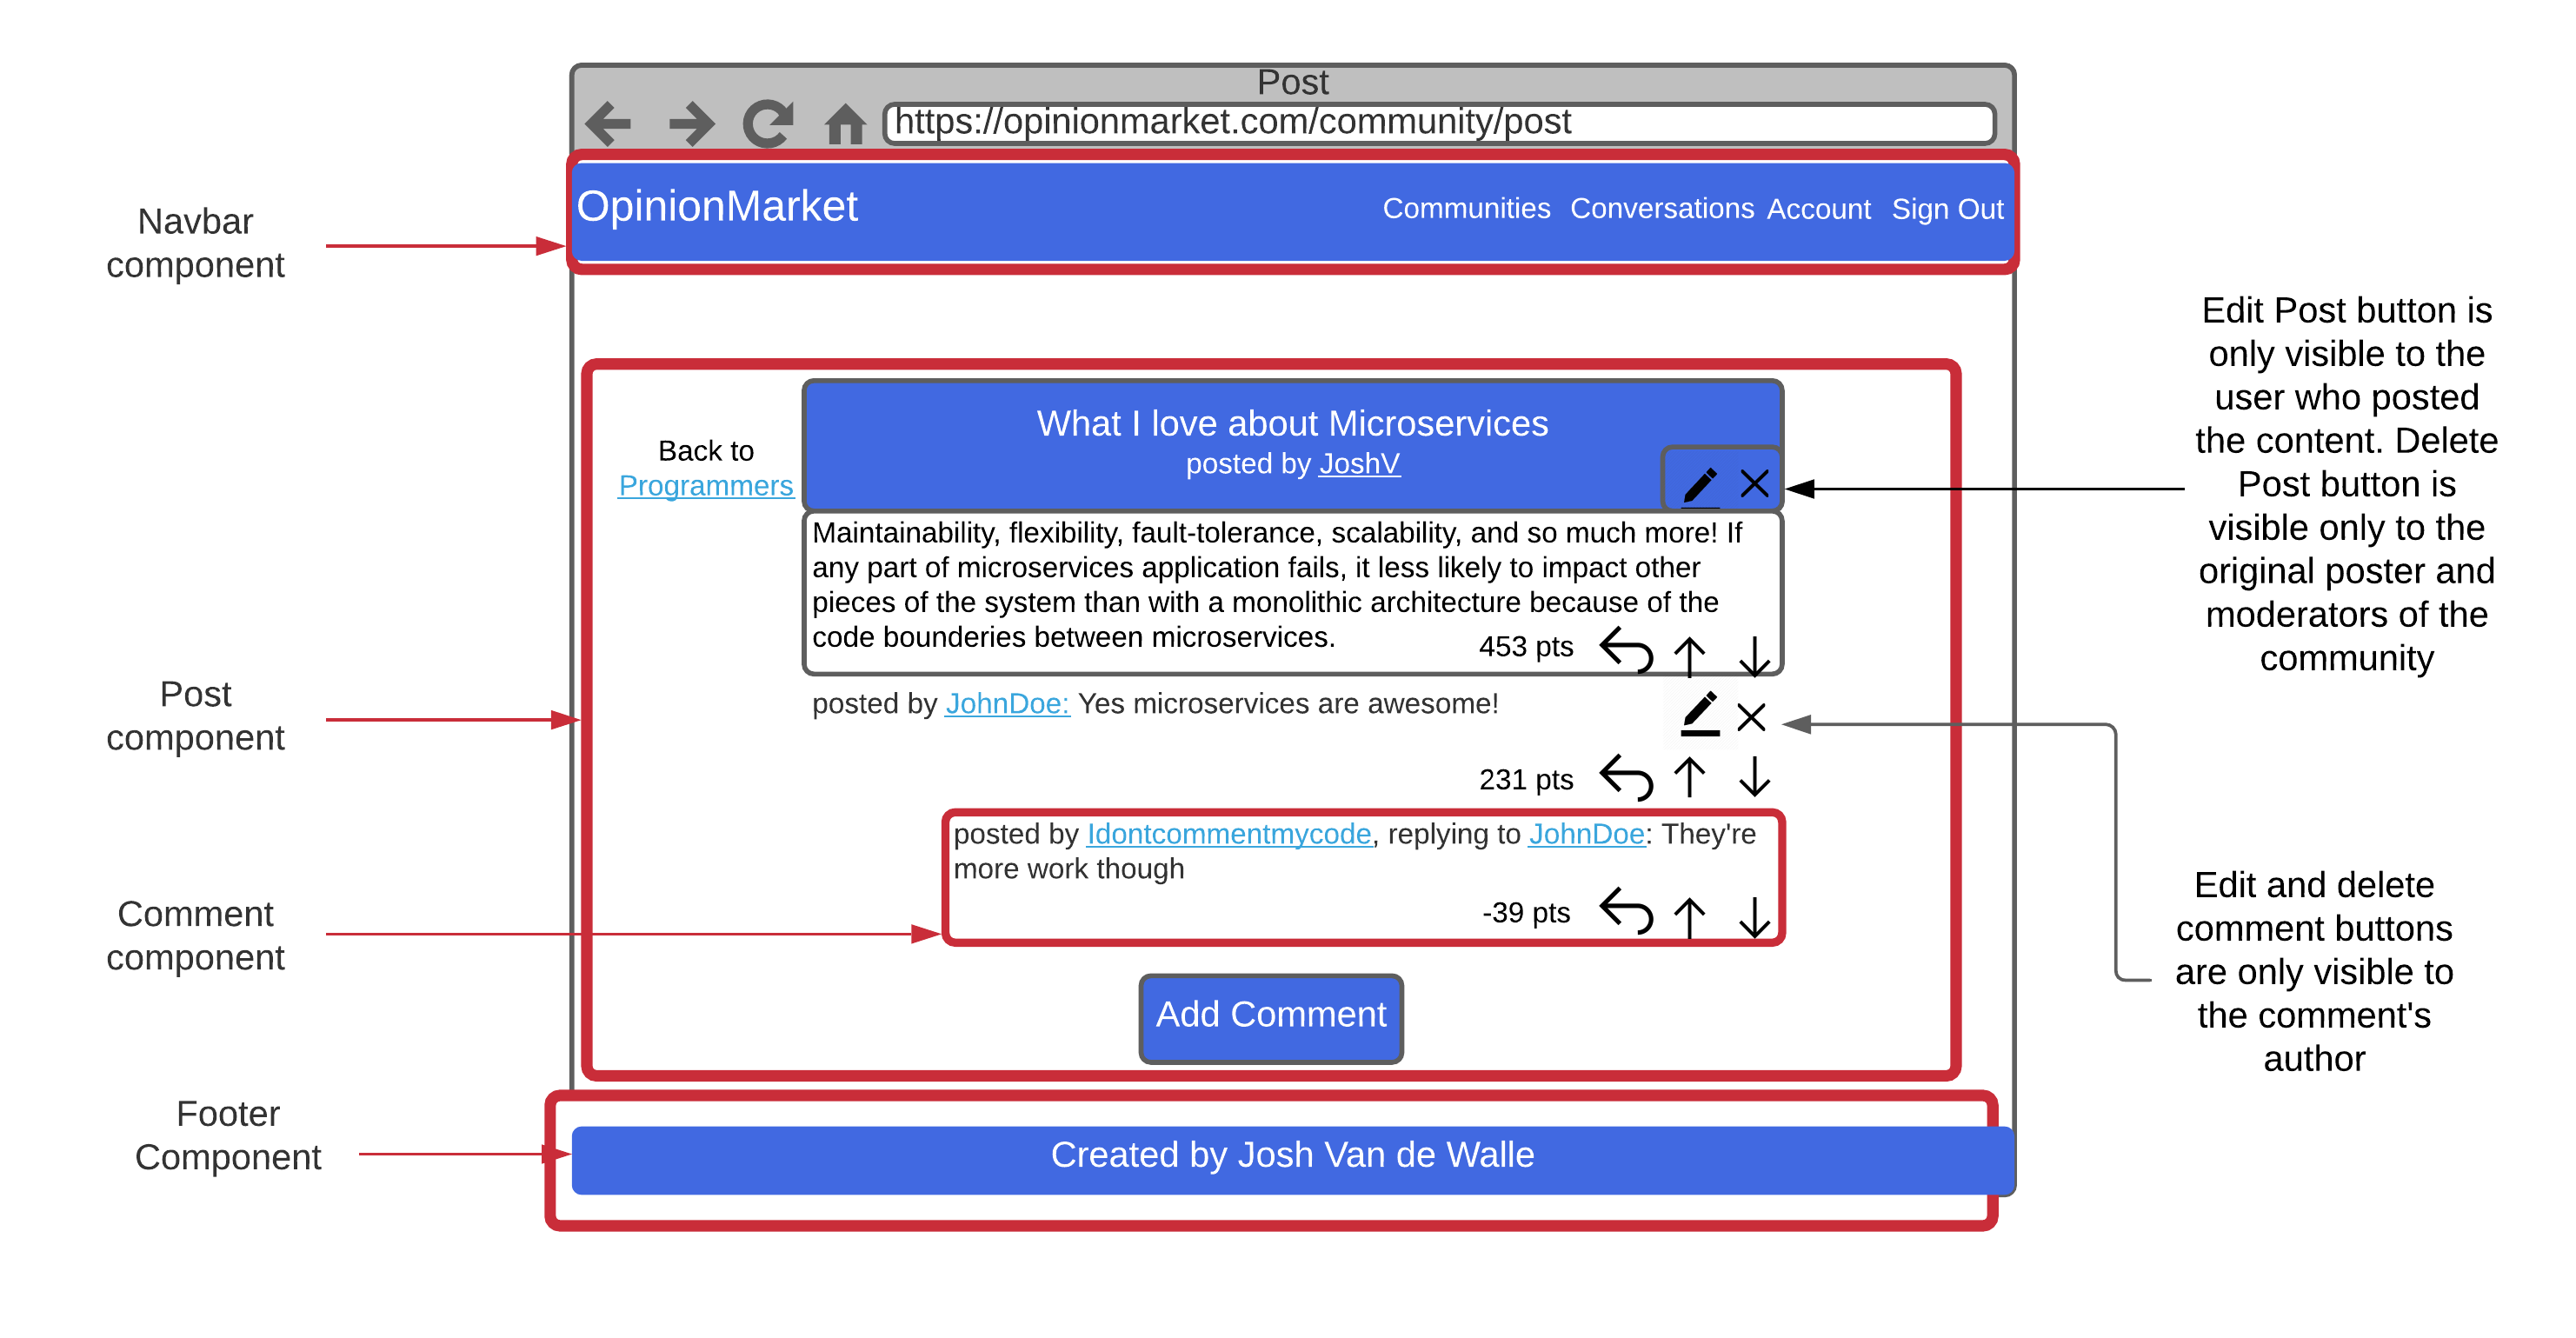 Post
https://opinionmarket.com/community/post
OpinionMarket
Communities
Conversations
Account
Sign Out
Navbar
component
Edit Post button is
only visible to the
user who posted
the content. Delete
Post button is
visible only to the
original poster and
moderators of the
community
Back to
Programmers
What I love about Microservices
posted by JoshV
Maintainability, flexibility, fault-tolerance, scalability, and so much more! If
any part of microservices application fails, it less likely to impact other
pieces of the system than with a monolithic architecture because of the
code bounderies between microservices.
453 pts
Post
component
posted by JohnDoe: Yes microservices are awesome!
231 pts
posted by Idontcommentmycode, replying to JohnDoe: They're
more work though
-39 pts
Comment
component
Edit and delete
comment buttons
are only visible to
the comment's
author
Add Comment
Footer
Component
Created by Josh Van de Walle